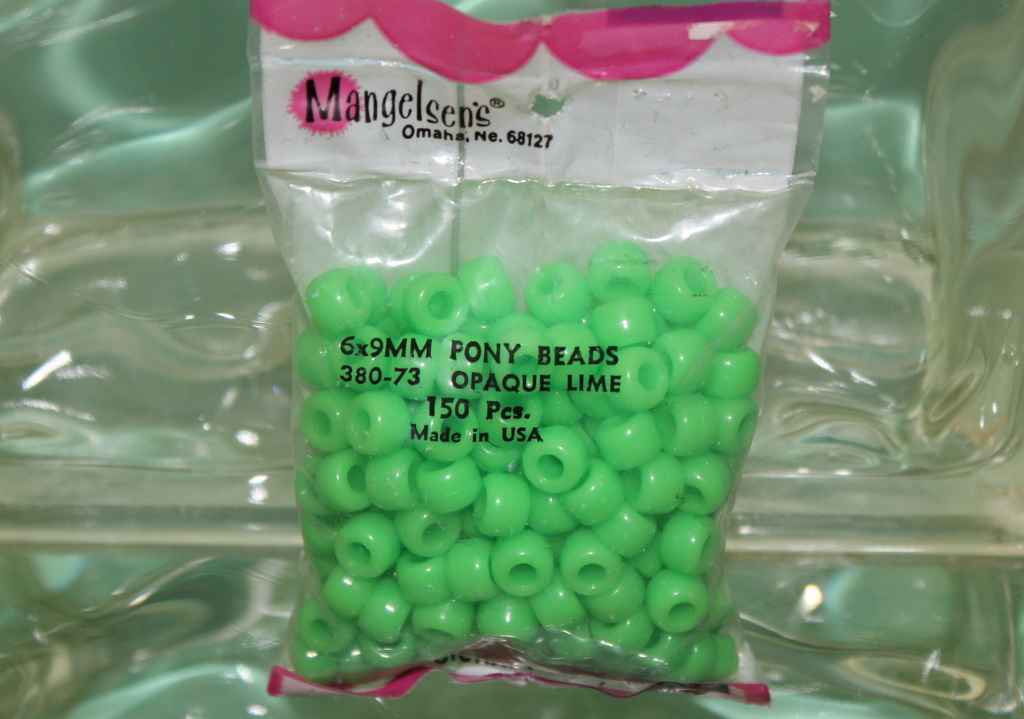 Mangelsen's®
Omaha, Ne. 68127
6x9MM PONY BEADS
380-73 OPAQUE LIME
150 Pcs.
Made in USA